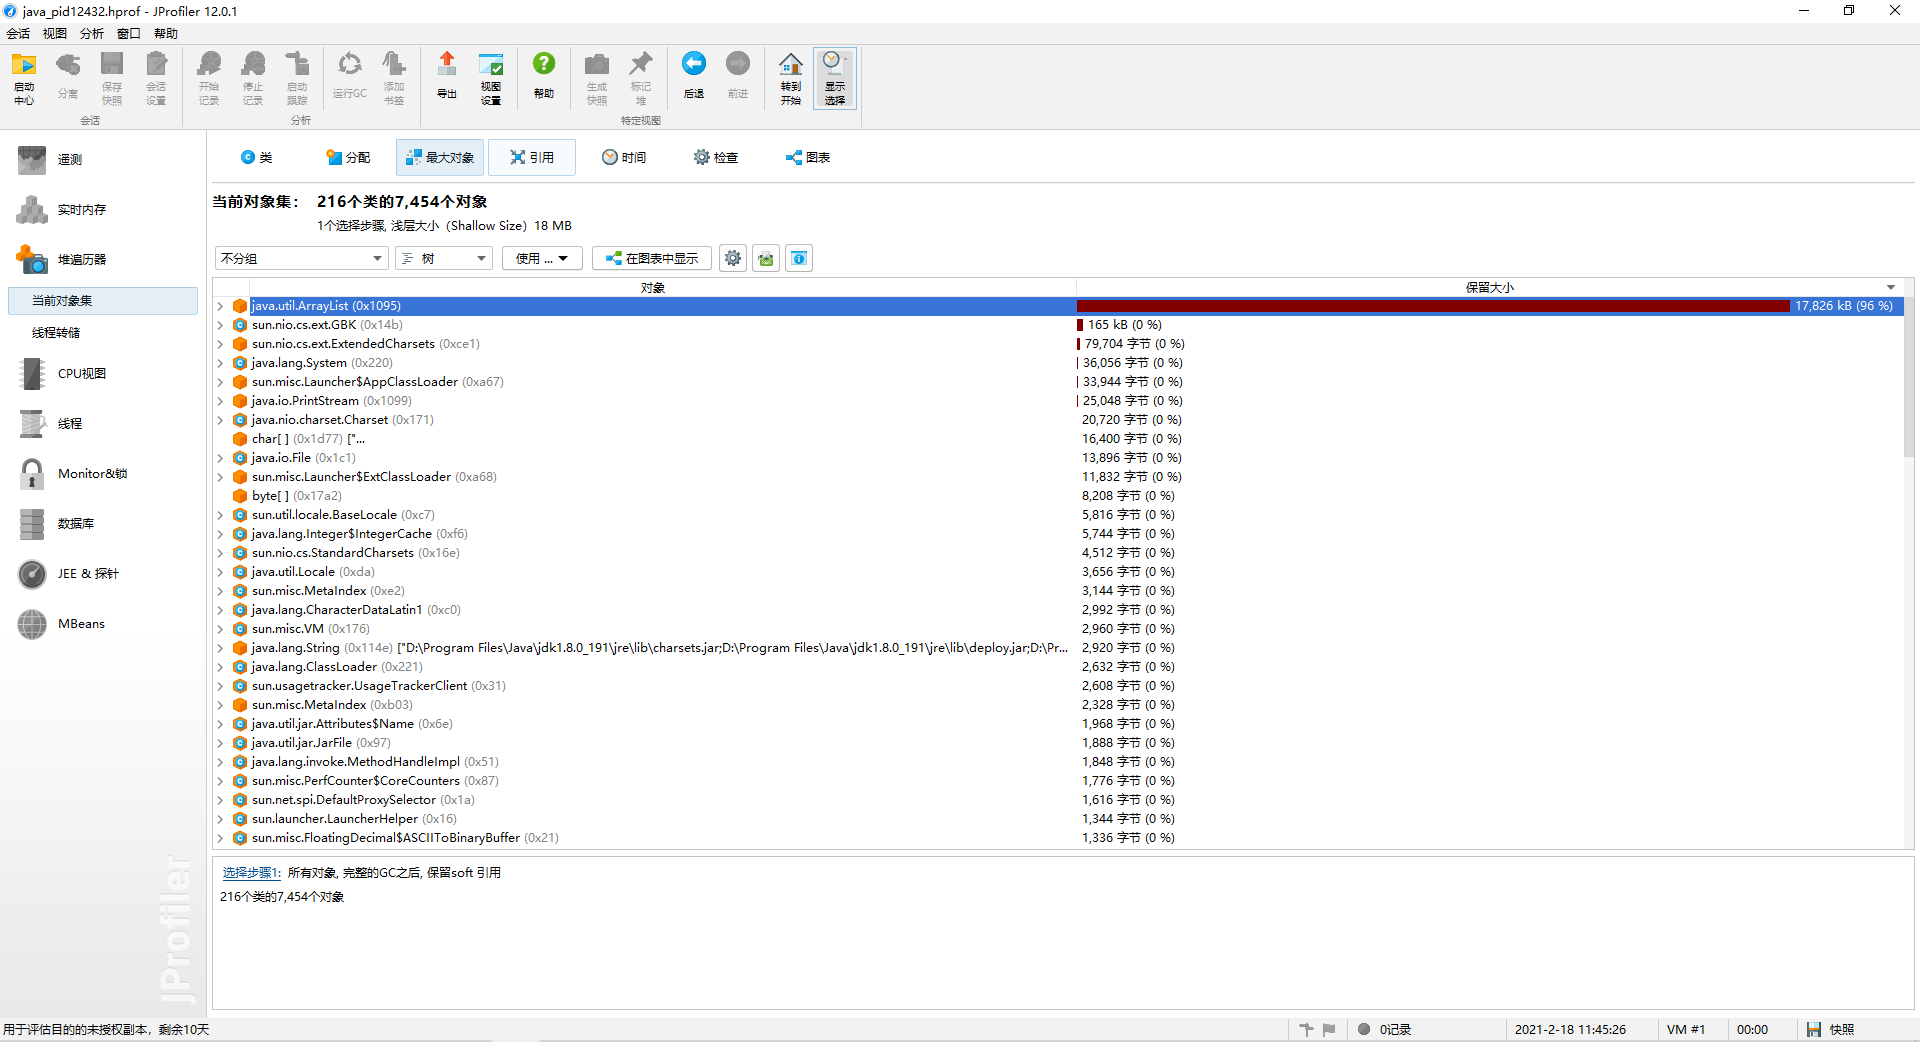 java_pid12432.hprof - JProfiler 12.0.1
会话 视图 分析 窗口 帮助
启动中心 分离 保存快照 会话设置 开始记录 停止记录 启动跟踪 运行GC 添加书签 导出 视图设置 帮助 生成快照 标记堆 后退 前进 转到开始 显示选择
会话 分析 特定视图
遥测
实时内存
堆遍历器
当前对象集
线程转储
CPU视图
线程
Monitor&锁
数据库
JEE & 探针
MBeans
JProfiler
类 分配 最大对象 引用 时间 检查 图表
当前对象集： 216个类的7,454个对象
1个选择步骤, 浅层大小（Shallow Size）18 MB
不分组 树 使用 ... 在图表中显示
对象 保留大小
java.util.ArrayList (0x1095) 17,826 kB (96 %)
sun.nio.cs.ext.GBK (0x14b) 165 kB (0 %)
sun.nio.cs.ext.ExtendedCharsets (0xce1) 79,704 字节 (0 %)
java.lang.System (0x220) 36,056 字节 (0 %)
sun.misc.Launcher$AppClassLoader (0xa67) 33,944 字节 (0 %)
java.io.PrintStream (0x1099) 25,048 字节 (0 %)
java.nio.charset.Charset (0x171) 20,720 字节 (0 %)
char[ ] (0x1d77) ["... 16,400 字节 (0 %)
java.io.File (0x1c1) 13,896 字节 (0 %)
sun.misc.Launcher$ExtClassLoader (0xa68) 11,832 字节 (0 %)
byte[ ] (0x17a2) 8,208 字节 (0 %)
sun.util.locale.BaseLocale (0xc7) 5,816 字节 (0 %)
java.lang.Integer$IntegerCache (0xf6) 5,744 字节 (0 %)
sun.nio.cs.StandardCharsets (0x16e) 4,512 字节 (0 %)
java.util.Locale (0xda) 3,656 字节 (0 %)
sun.misc.MetaIndex (0xe2) 3,144 字节 (0 %)
java.lang.CharacterDataLatin1 (0xc0) 2,992 字节 (0 %)
sun.misc.VM (0x176) 2,960 字节 (0 %)
java.lang.String (0x114e) ["D:\Program Files\Java\jdk1.8.0_191\jre\lib\charsets.jar;D:\Program Files\Java\jdk1.8.0_191\jre\lib\deploy.jar;D:\Pr... 2,920 字节 (0 %)
java.lang.ClassLoader (0x221) 2,632 字节 (0 %)
sun.usagetracker.UsageTrackerClient (0x31) 2,608 字节 (0 %)
sun.misc.MetaIndex (0xb03) 2,328 字节 (0 %)
java.util.jar.Attributes$Name (0x6e) 1,968 字节 (0 %)
java.util.jar.JarFile (0x97) 1,888 字节 (0 %)
java.lang.invoke.MethodHandleImpl (0x51) 1,848 字节 (0 %)
sun.misc.PerfCounter$CoreCounters (0x87) 1,776 字节 (0 %)
sun.net.spi.DefaultProxySelector (0x1a) 1,616 字节 (0 %)
sun.launcher.LauncherHelper (0x16) 1,344 字节 (0 %)
sun.misc.FloatingDecimal$ASCIIToBinaryBuffer (0x21) 1,336 字节 (0 %)
选择步骤1: 所有对象, 完整的GC之后, 保留soft 引用
216个类的7,454个对象
用于评估目的的未授权副本，剩余10天 0记录 2021-2-18 11:45:26 VM #1 00:00 快照